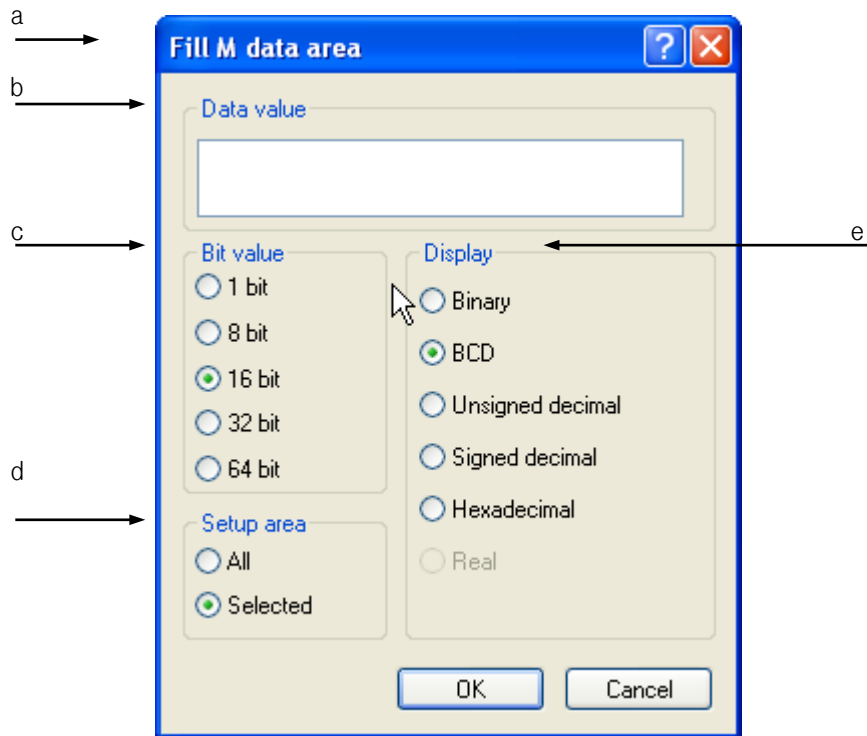 a
Fill M data area
b
Data value
c
e
Bit value
Display
1 bit
Binary
8 bit
BCD
16 bit
Unsigned decimal
32 bit
Signed decimal
64 bit
Hexadecimal
d
Setup area
All
Real
Selected
OK
Cancel